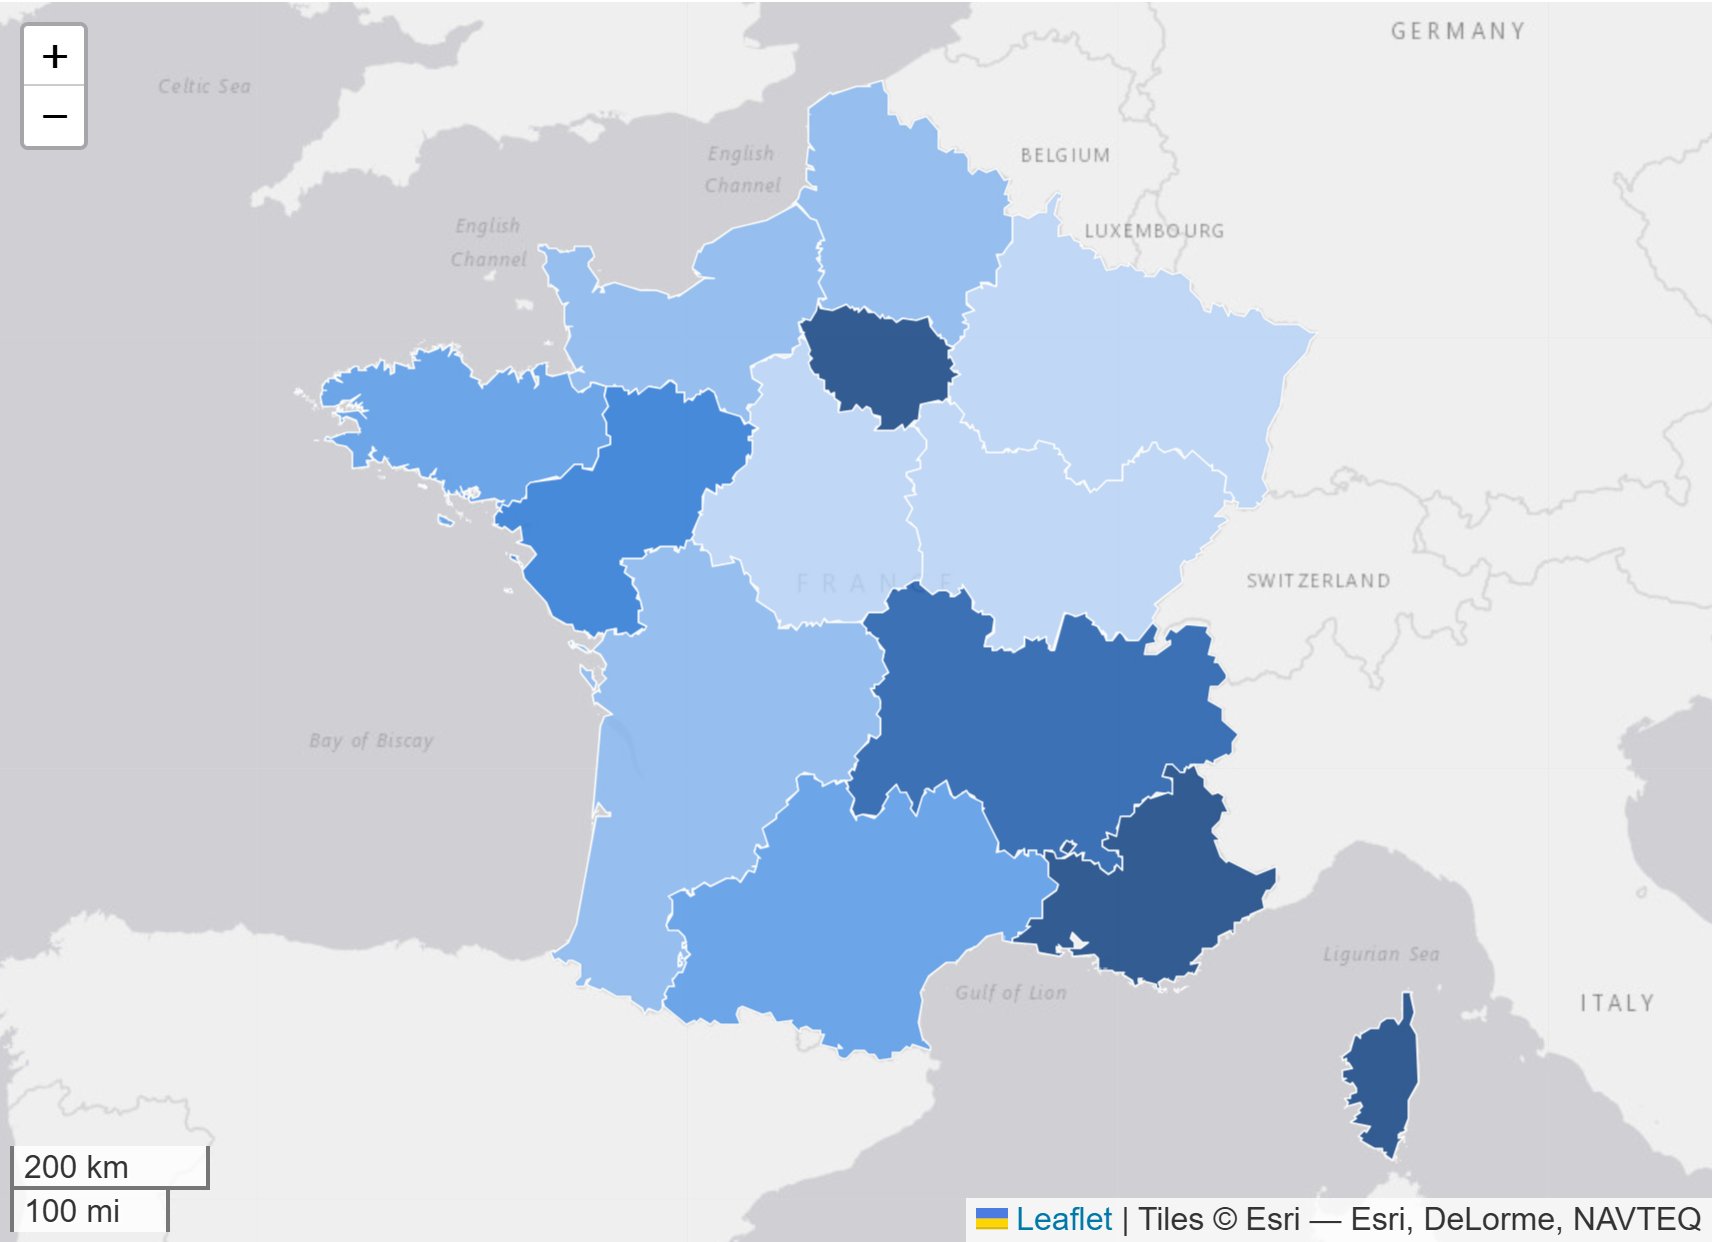 +
−
GERMANY
Celtic Sea
English
Channel
BELGIUM
English
Channel
LUXEMBOURG
FRANCE
SWITZERLAND
Bay of Biscay
Ligurian Sea
Gulf of Lion
ITALY
200 km
100 mi
Leaflet | Tiles © Esri — Esri, DeLorme, NAVTEQ